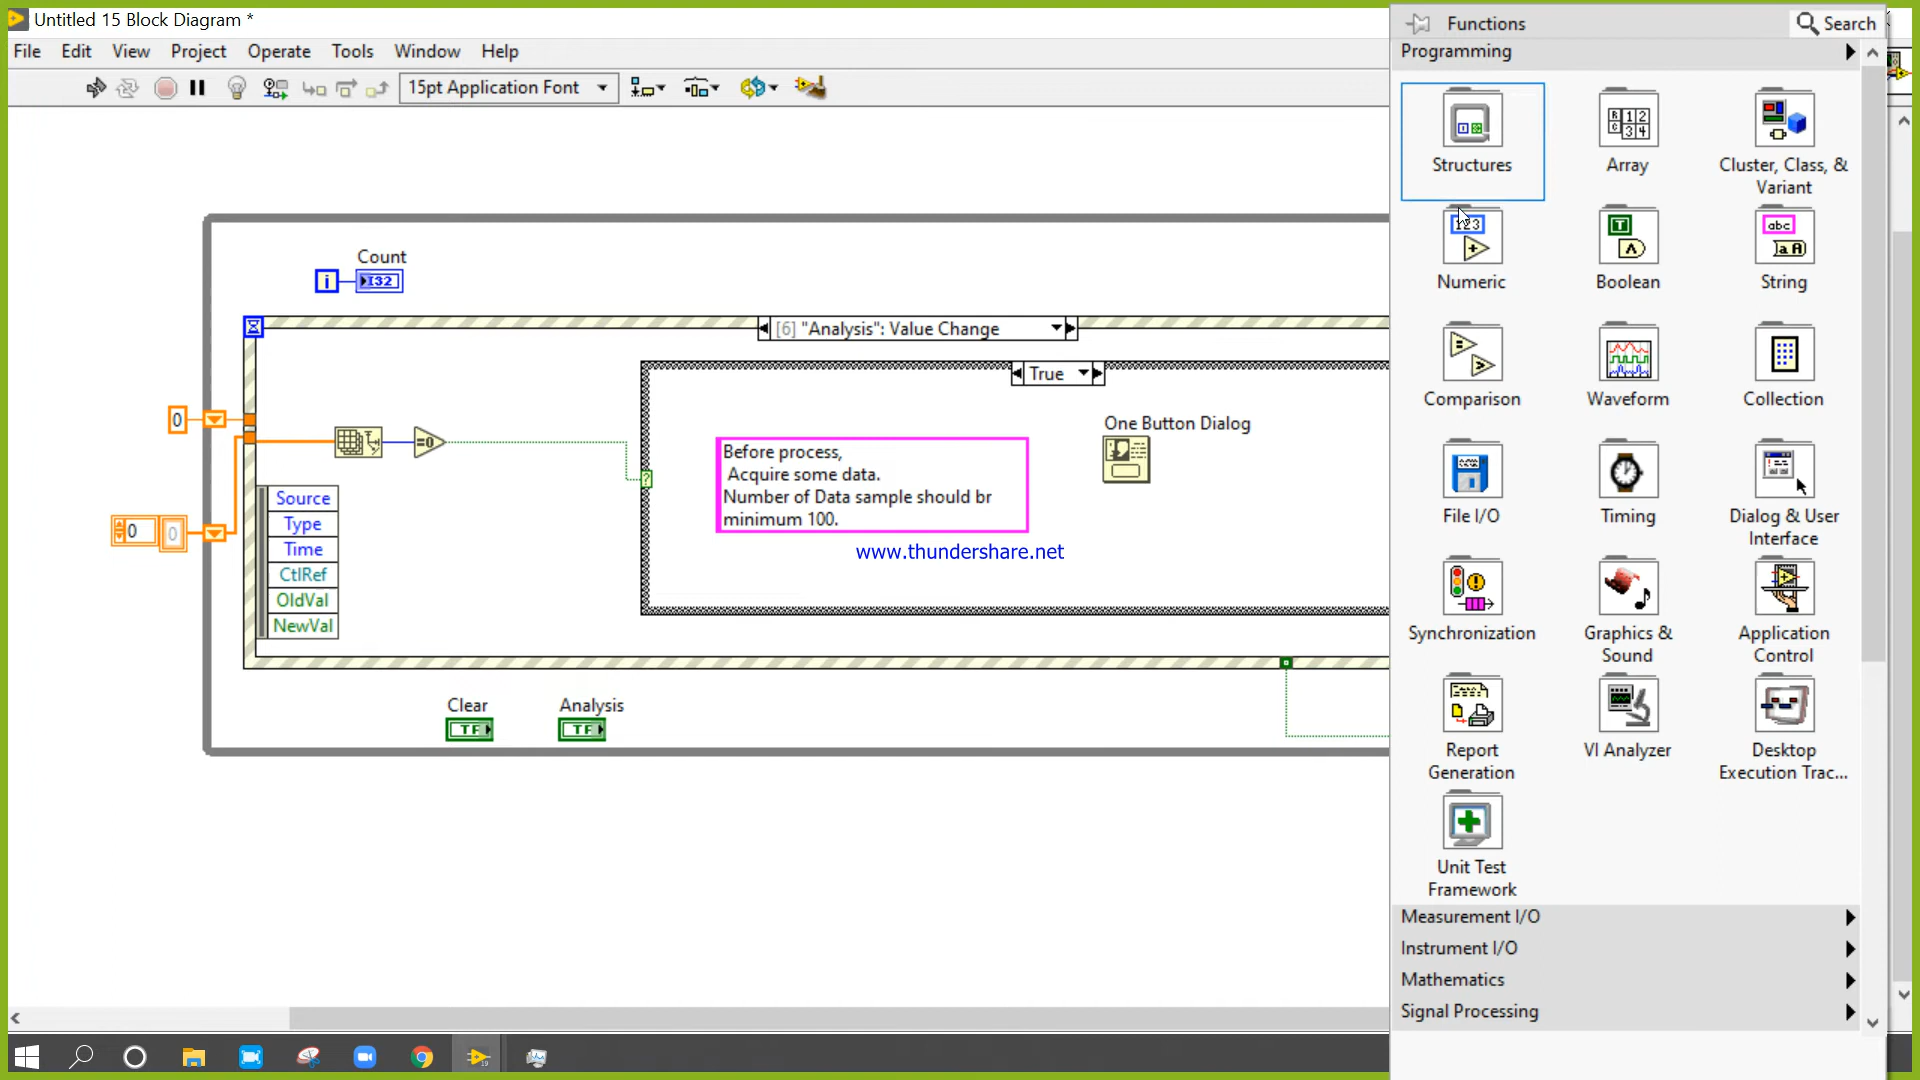 Untitled 15 Block Diagram *
File Edit View Project Operate Tools Window Help
15pt Application Font
Functions
Search
Programming
Structures
Array
Cluster, Class, &
Variant
Numeric
Boolean
String
Comparison
Waveform
Collection
File I/O
Timing
Dialog & User
Interface
Synchronization
Graphics &
Sound
Application
Control
Report
Generation
VI Analyzer
Desktop
Execution Trac...
Unit Test
Framework
Measurement I/O
Instrument I/O
Mathematics
Signal Processing
Count
i
I32
[6] "Analysis": Value Change
True
0
=0
?
One Button Dialog
Before process,
Acquire some data.
Number of Data sample should br
minimum 100.
www.thundershare.net
0
0
Source
Type
Time
CtlRef
OldVal
NewVal
Clear
TF
Analysis
TF